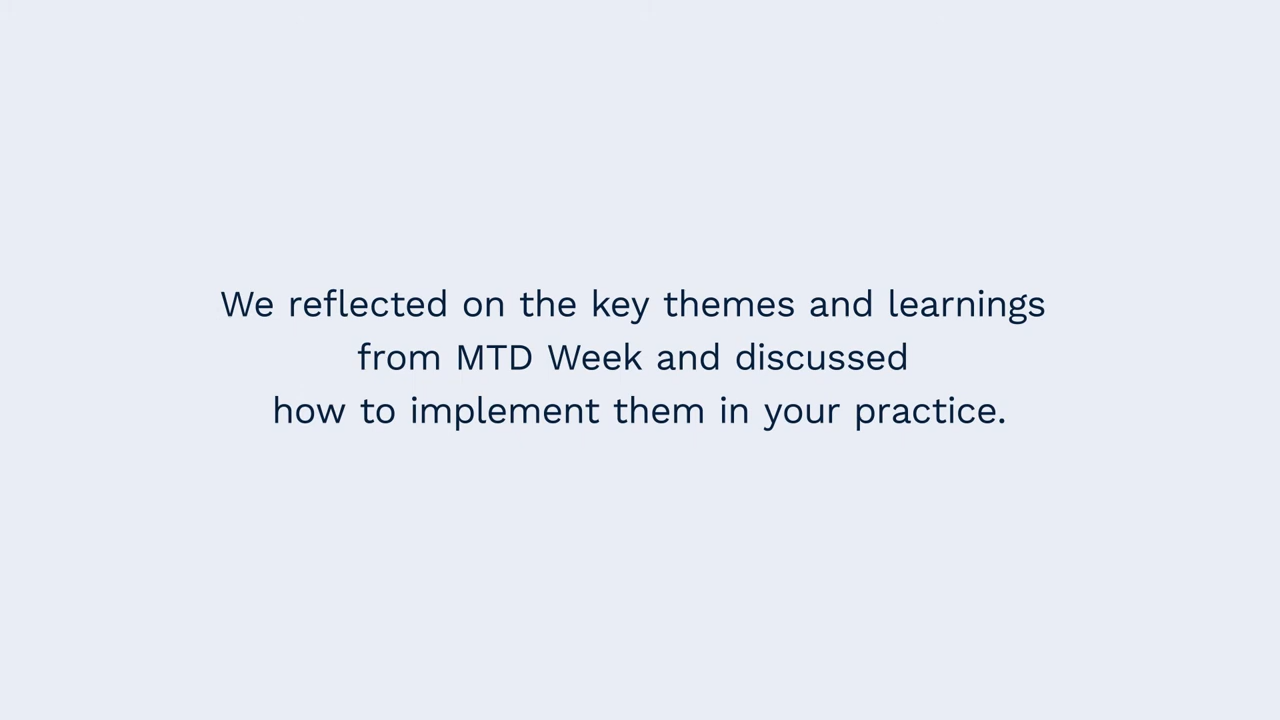 We reflected on the key themes and learnings
from MTD Week and discussed
how to implement them in your practice.